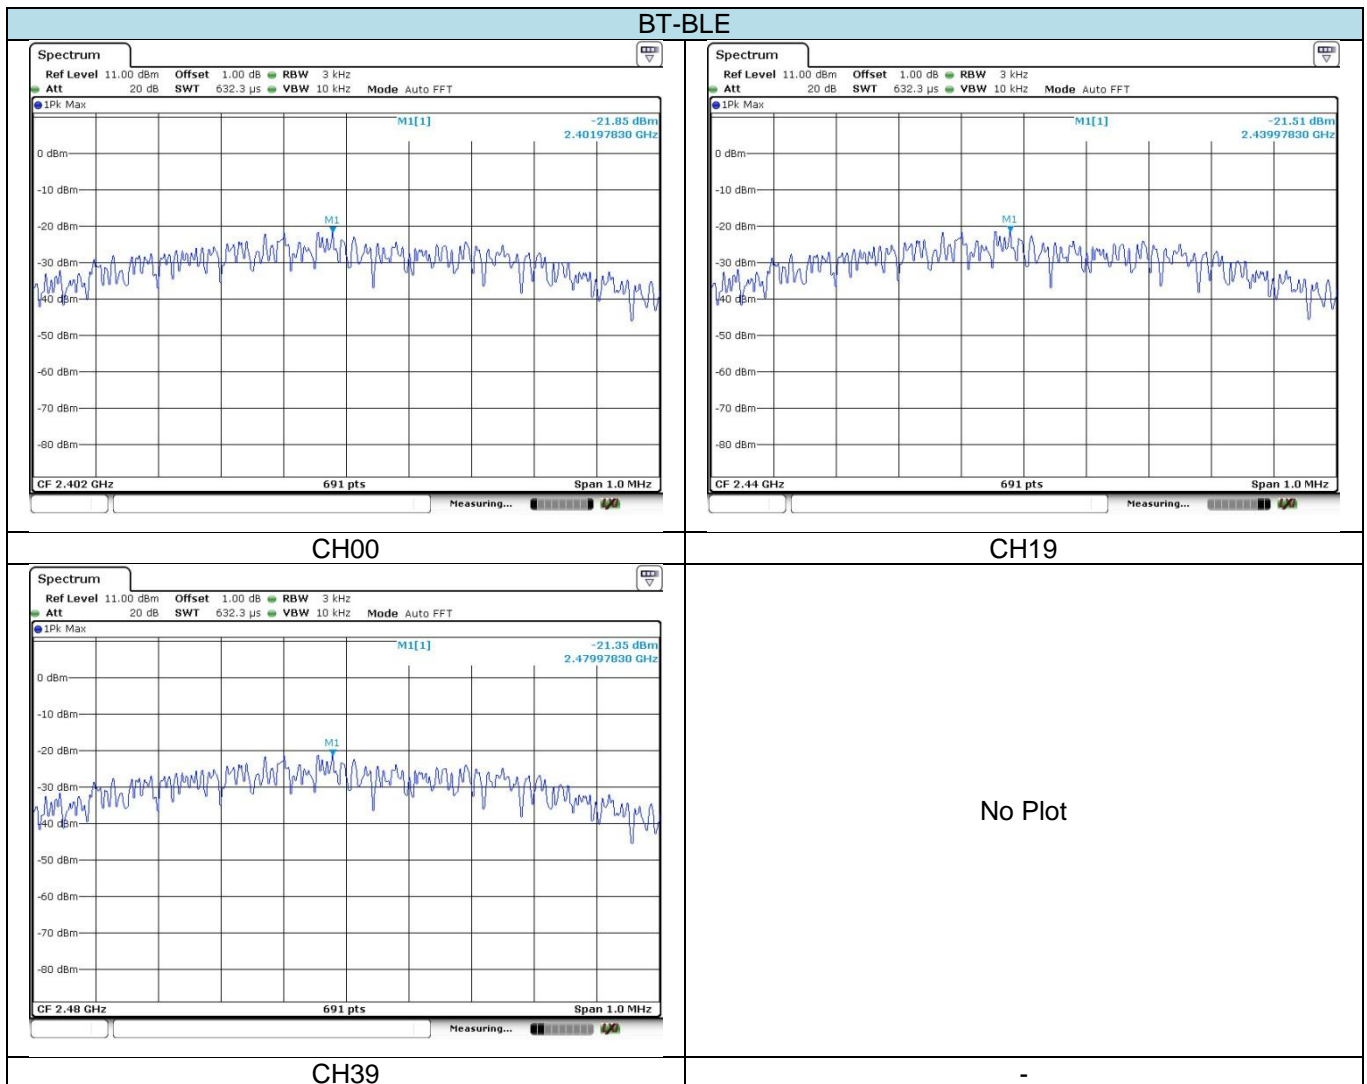 BT-BLE
Spectrum
Ref Level 11.00 dBm Offset 1.00 dB RBW 3 kHz
Att 20 dB SWT 632.3 µs VBW 10 kHz Mode Auto FFT
1Pk Max
M1[1] -21.85 dBm
2.40197830 GHz
0 dBm
-10 dBm
M1
-20 dBm
-30 dBm
-40 dBm
-50 dBm
-60 dBm
-70 dBm
-80 dBm
CF 2.402 GHz 691 pts Span 1.0 MHz
Measuring...
CH00
Spectrum
Ref Level 11.00 dBm Offset 1.00 dB RBW 3 kHz
Att 20 dB SWT 632.3 µs VBW 10 kHz Mode Auto FFT
1Pk Max
M1[1] -21.51 dBm
2.43997830 GHz
0 dBm
-10 dBm
M1
-20 dBm
-30 dBm
-40 dBm
-50 dBm
-60 dBm
-70 dBm
-80 dBm
CF 2.44 GHz 691 pts Span 1.0 MHz
Measuring...
CH19
Spectrum
Ref Level 11.00 dBm Offset 1.00 dB RBW 3 kHz
Att 20 dB SWT 632.3 µs VBW 10 kHz Mode Auto FFT
1Pk Max
M1[1] -21.35 dBm
2.47997830 GHz
0 dBm
-10 dBm
M1
-20 dBm
-30 dBm
-40 dBm
-50 dBm
-60 dBm
-70 dBm
-80 dBm
CF 2.48 GHz 691 pts Span 1.0 MHz
Measuring...
CH39
No Plot
-